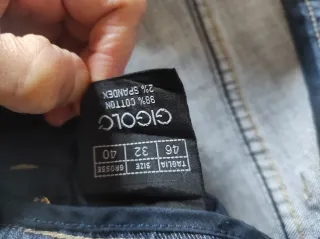 TAGLIA SIZE GROSSE
46 32 40
GIGOLO
98% COTTON
2% SPANDEX